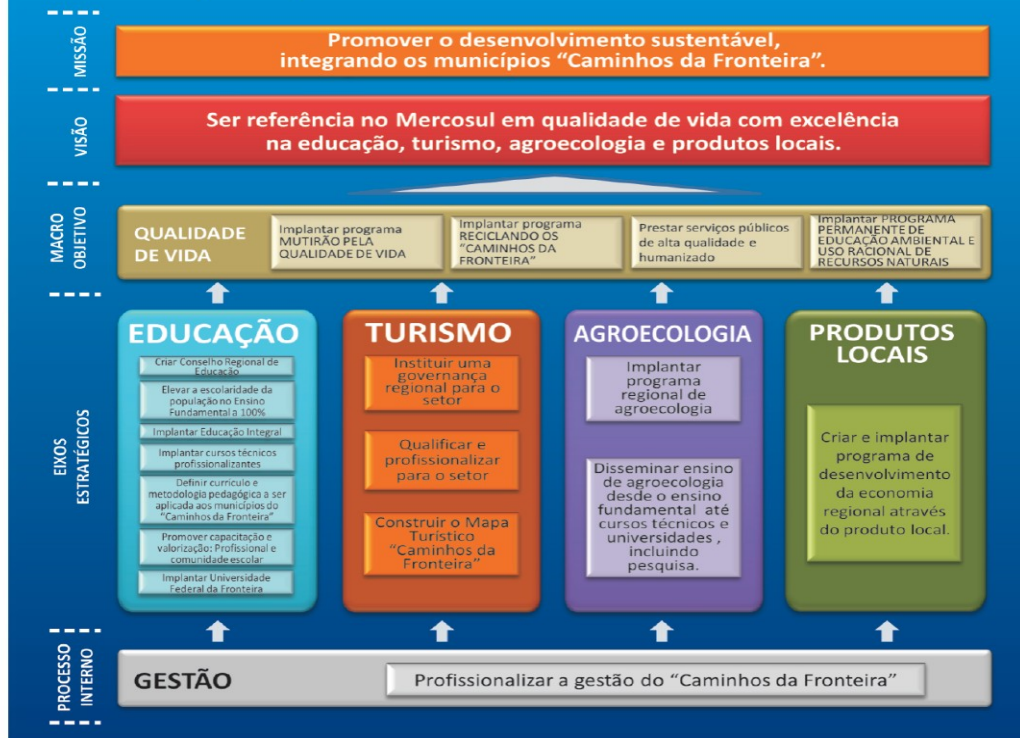 MISSÃO
Promover o desenvolvimento sustentável,
integrando os municípios “Caminhos da Fronteira”.
VISÃO
Ser referência no Mercosul em qualidade de vida com excelência
na educação, turismo, agroecologia e produtos locais.
MACRO
OBJETIVO
QUALIDADE
DE VIDA
Implantar programa
MUTIRÃO PELA
QUALIDADE DE VIDA
Implantar programa
RECICLANDO OS
“CAMINHOS DA
FRONTEIRA”
Prestar serviços públicos
de alta qualidade e
humanizado
Implantar PROGRAMA
PERMANENTE
DE EDUCAÇÃO AMBIENTAL E
USO RACIONAL DE
RECURSOS NATURAIS
EIXOS
ESTRATÉGICOS
EDUCAÇÃO
Criar Conselho Regional de
Educação
Elevar a escolaridade da
população no Ensino
Fundamental a 100%
Implantar Educação Integral
Implantar cursos técnicos
profissionalizantes
Definir currículo e
metodologia pedagógica a ser
aplicada aos municípios do
“Caminhos da Fronteira”
Promover capacitação e
valorização: Profissional e
comunidade escolar
Implantar Universidade
Federal da Fronteira
TURISMO
Instituir uma
governança
regional para o
setor
Qualificar e
profissionalizar
para o setor
Construir o Mapa
Turístico
“Caminhos da
Fronteira”
AGROECOLOGIA
Implantar
programa
regional de
agroecologia
Disseminar ensino
de agroecologia
desde o ensino
fundamental até
cursos técnicos e
universidades ,
incluindo
pesquisa.
PRODUTOS
LOCAIS
Criar e implantar
programa de
desenvolvimento
da economia
regional através
do produto local.
PROCESSO
INTERNO
GESTÃO
Profissionalizar a gestão do “Caminhos da Fronteira”